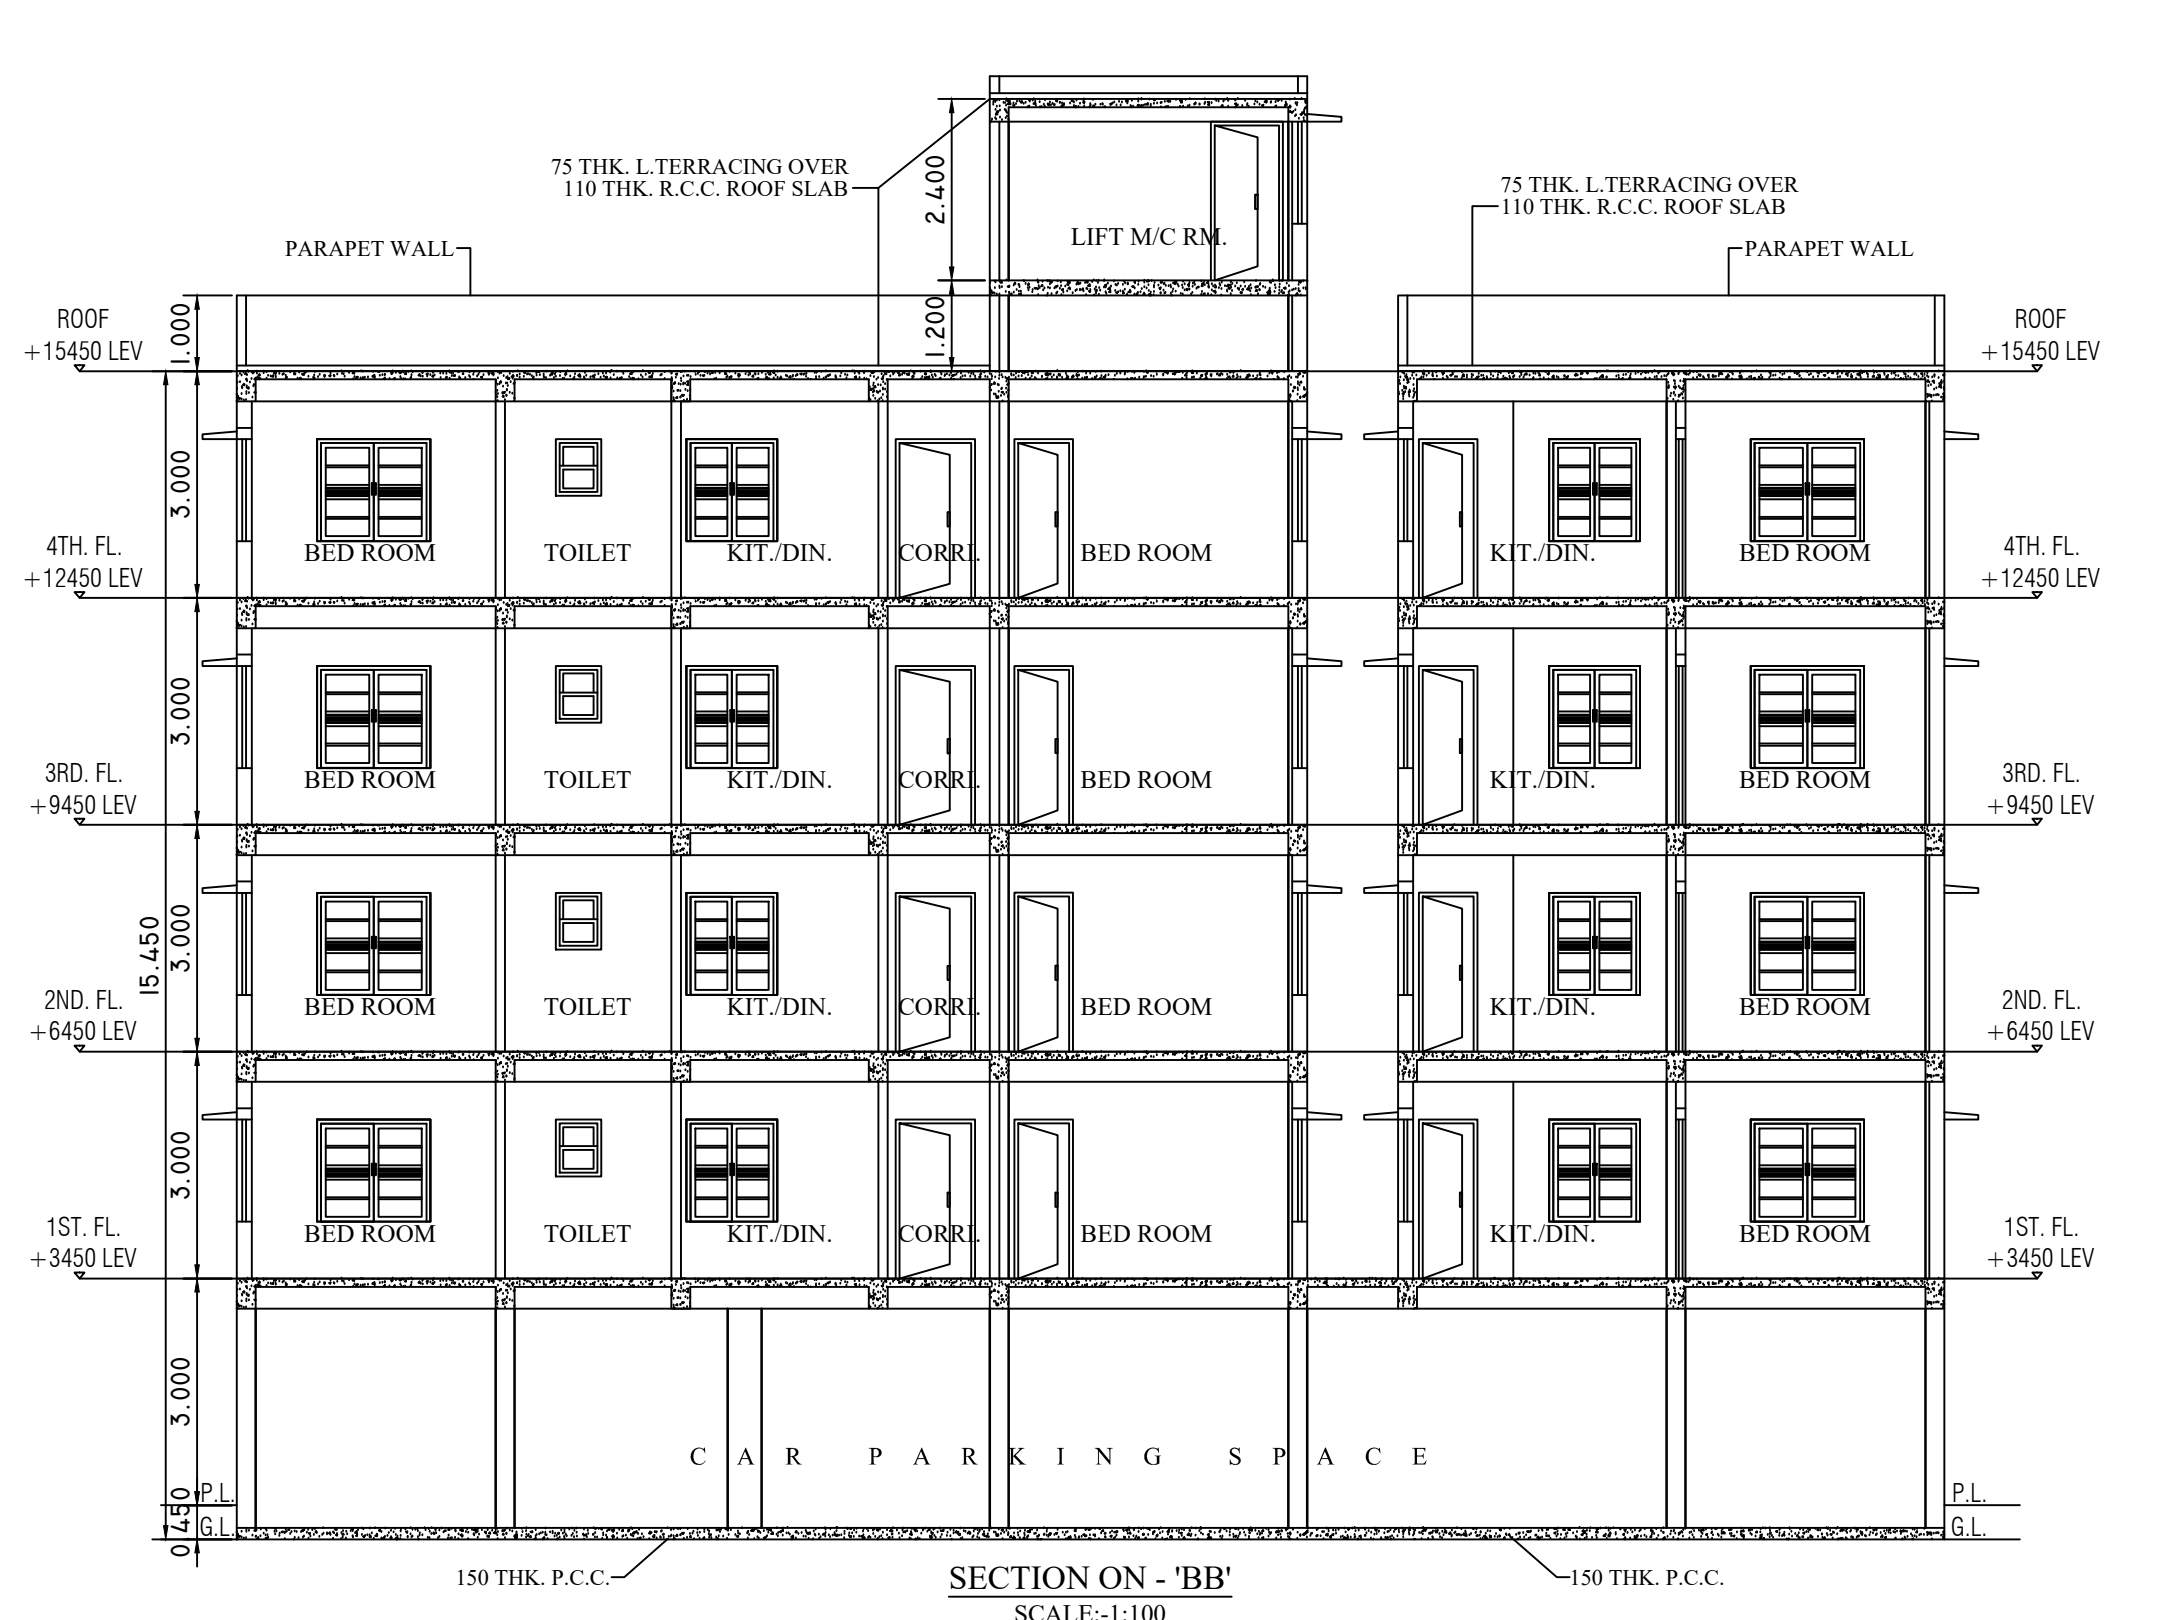 75 THK. L.TERRACING OVER
110 THK. R.C.C. ROOF SLAB
75 THK. L.TERRACING OVER
110 THK. R.C.C. ROOF SLAB
2.400
LIFT M/C RM.
PARAPET WALL
PARAPET WALL
ROOF
+15450 LEV
1.000
1.200
ROOF
+15450 LEV
3.000
4TH. FL.
+12450 LEV
BED ROOM
TOILET
KIT./DIN.
CORRI.
BED ROOM
KIT./DIN.
BED ROOM
4TH. FL.
+12450 LEV
3.000
3RD. FL.
+9450 LEV
BED ROOM
TOILET
KIT./DIN.
CORRI.
BED ROOM
KIT./DIN.
BED ROOM
3RD. FL.
+9450 LEV
15.450
3.000
2ND. FL.
+6450 LEV
BED ROOM
TOILET
KIT./DIN.
CORRI.
BED ROOM
KIT./DIN.
BED ROOM
2ND. FL.
+6450 LEV
3.000
1ST. FL.
+3450 LEV
BED ROOM
TOILET
KIT./DIN.
CORRI.
BED ROOM
KIT./DIN.
BED ROOM
1ST. FL.
+3450 LEV
3.000
CAR PARKING SPACE
P.L.
P.L.
0.450
G.L.
G.L.
150 THK. P.C.C.
SECTION ON - 'BB'
150 THK. P.C.C.
SCALE:-1:100